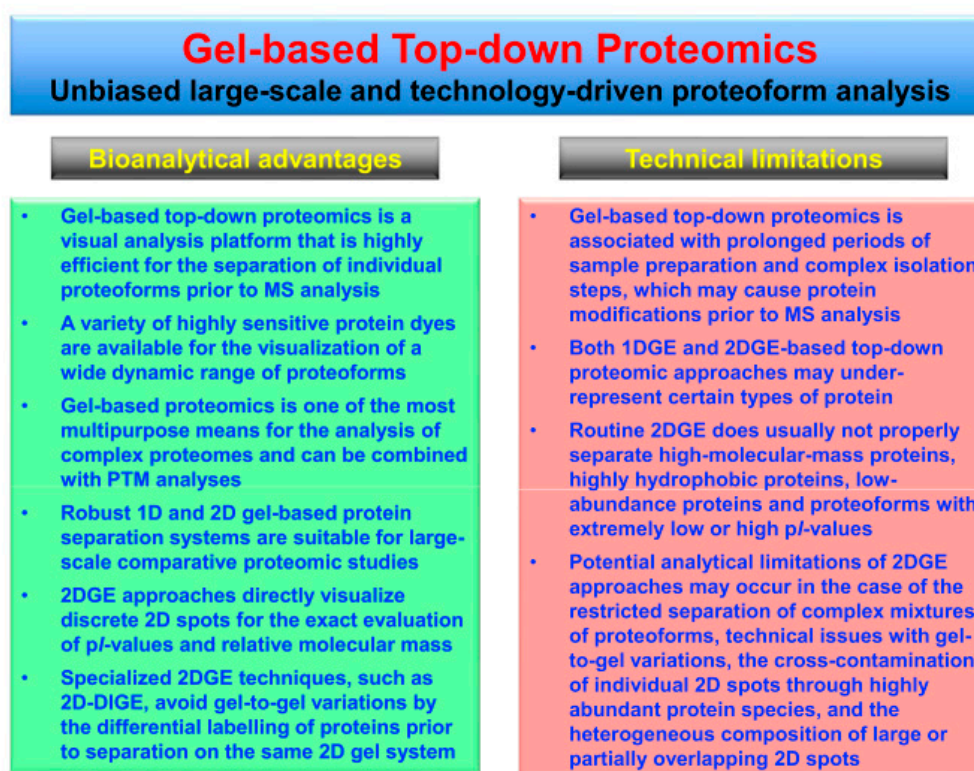 Gel-based Top-down Proteomics
Unbiased large-scale and technology-driven proteoform analysis
Bioanalytical advantages
• Gel-based top-down proteomics is a
visual analysis platform that is highly
efficient for the separation of individual
proteoforms prior to MS analysis
• A variety of highly sensitive protein dyes
are available for the visualization of a
wide dynamic range of proteoforms
• Gel-based proteomics is one of the most
multipurpose means for the analysis of
complex proteomes and can be combined
with PTM analyses
• Robust 1D and 2D gel-based protein
separation systems are suitable for large-
scale comparative proteomic studies
• 2DGE approaches directly visualize
discrete 2D spots for the exact evaluation
of pI-values and relative molecular mass
• Specialized 2DGE techniques, such as
2D-DIGE, avoid gel-to-gel variations by
the differential labelling of proteins prior
to separation on the same 2D gel system
Technical limitations
• Gel-based top-down proteomics is
associated with prolonged periods of
sample preparation and complex isolation
steps, which may cause protein
modifications prior to MS analysis
• Both 1DGE and 2DGE-based top-down
proteomic approaches may under-
represent certain types of protein
• Routine 2DGE does usually not properly
separate high-molecular-mass proteins,
highly hydrophobic proteins, low-
abundance proteins and proteoforms with
extremely low or high pI-values
• Potential analytical limitations of 2DGE
approaches may occur in the case of the
restricted separation of complex mixtures
of proteoforms, technical issues with gel-
to-gel variations, the cross-contamination
of individual 2D spots through highly
abundant protein species, and the
heterogeneous composition of large or
partially overlapping 2D spots